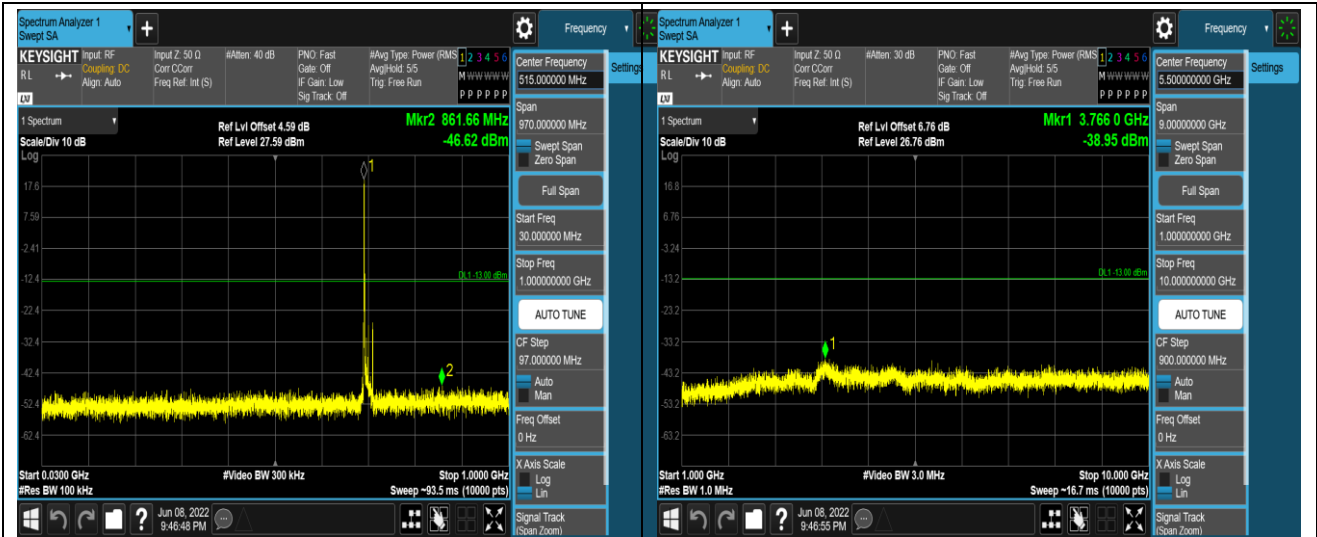 Spectrum Analyzer 1
Swept SA
Frequency
KEYSIGHT
RL
LXI
Input: RF
Coupling: DC
Align: Auto
Input Z: 50 Ω
Corr CCorr
Freq Ref: Int (S)
#Atten: 40 dB
PNO: Fast
Gate: Off
IF Gain: Low
Sig Track: Off
#Avg Type: Power (RMS
Avg|Hold: 5/5
Trig: Free Run
1 2 3 4 5 6
M W W W W W
P P P P P P
1 Spectrum
Scale/Div 10 dB
Log
Ref Lvl Offset 4.59 dB
Ref Level 27.59 dBm
Mkr2 861.66 MHz
-46.62 dBm
1
2
17.6
7.59
-2.41
-12.4
-22.4
-32.4
-42.4
-52.4
-62.4
DL1 -13.00 dBm
Start 0.0300 GHz
#Res BW 100 kHz
#Video BW 300 kHz
Stop 1.0000 GHz
Sweep ~93.5 ms (10000 pts)
Center Frequency
515.000000 MHz
Settings
Span
970.000000 MHz
Swept Span
Zero Span
Full Span
Start Freq
30.000000 MHz
Stop Freq
1.000000000 GHz
AUTO TUNE
CF Step
97.000000 MHz
Auto
Man
Freq Offset
0 Hz
X Axis Scale
Log
Lin
Signal Track
(Span Zoom)
?
Jun 08, 2022
9:46:48 PM
Spectrum Analyzer 1
Swept SA
Frequency
KEYSIGHT
RL
LXI
Input: RF
Coupling: DC
Align: Auto
Input Z: 50 Ω
Corr CCorr
Freq Ref: Int (S)
#Atten: 30 dB
PNO: Fast
Gate: Off
IF Gain: Low
Sig Track: Off
#Avg Type: Power (RMS
Avg|Hold: 5/5
Trig: Free Run
1 2 3 4 5 6
M W W W W W
P P P P P P
1 Spectrum
Scale/Div 10 dB
Log
Ref Lvl Offset 6.76 dB
Ref Level 26.76 dBm
Mkr1 3.766 0 GHz
-38.95 dBm
1
16.8
6.76
-3.24
-13.2
-23.2
-33.2
-43.2
-53.2
-63.2
DL1 -13.00 dBm
Start 1.000 GHz
#Res BW 1.0 MHz
#Video BW 3.0 MHz
Stop 10.000 GHz
Sweep ~16.7 ms (10000 pts)
Center Frequency
5.500000000 GHz
Settings
Span
9.00000000 GHz
Swept Span
Zero Span
Full Span
Start Freq
1.000000000 GHz
Stop Freq
10.000000000 GHz
AUTO TUNE
CF Step
900.000000 MHz
Auto
Man
Freq Offset
0 Hz
X Axis Scale
Log
Lin
Signal Track
(Span Zoom)
?
Jun 08, 2022
9:46:55 PM